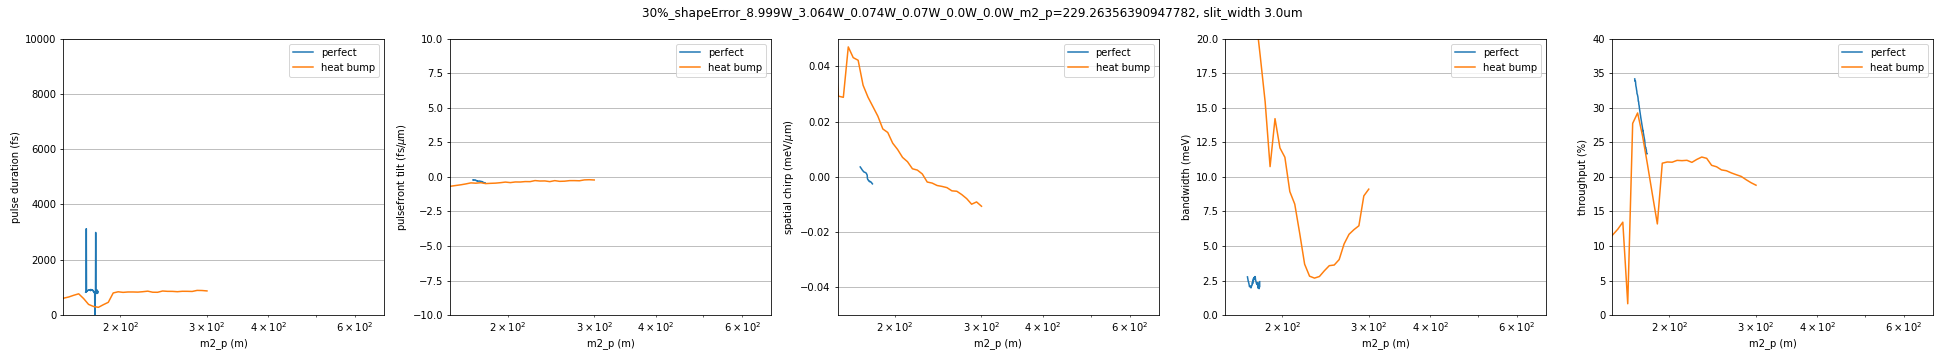 30%_shapeError_8.999W_3.064W_0.074W_0.07W_0.0W_0.0W_m2_p=229.26356390947782, slit_width 3.0um
pulse duration (fs)
10000
8000
6000
4000
2000
0
perfect
heat bump
2 × 10² 3 × 10² 4 × 10² 6 × 10²
m2_p (m)
pulsefront tilt (fs/μm)
10.0
7.5
5.0
2.5
0.0
−2.5
−5.0
−7.5
−10.0
perfect
heat bump
2 × 10² 3 × 10² 4 × 10² 6 × 10²
m2_p (m)
spatial chirp (meV/μm)
0.04
0.02
0.00
−0.02
−0.04
perfect
heat bump
2 × 10² 3 × 10² 4 × 10² 6 × 10²
m2_p (m)
bandwidth (meV)
20.0
17.5
15.0
12.5
10.0
7.5
5.0
2.5
0.0
perfect
heat bump
2 × 10² 3 × 10² 4 × 10² 6 × 10²
m2_p (m)
throughput (%)
40
35
30
25
20
15
10
5
0
perfect
heat bump
2 × 10² 3 × 10² 4 × 10² 6 × 10²
m2_p (m)